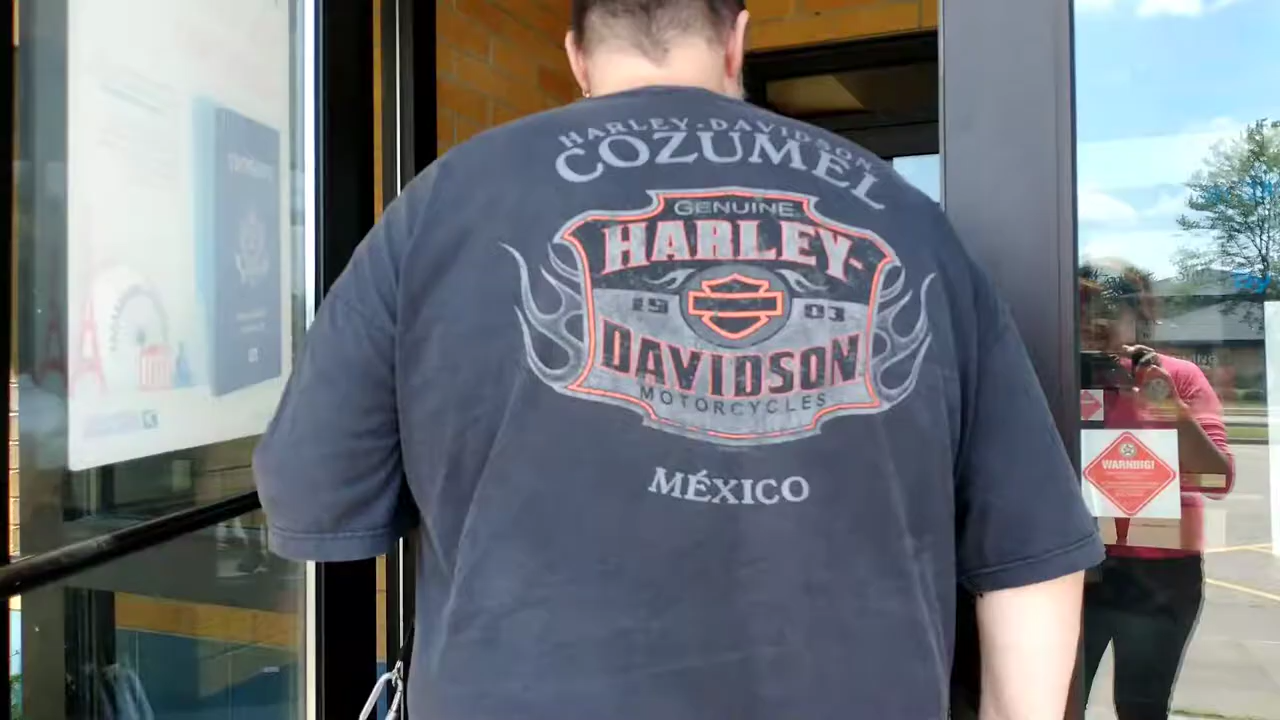 HARLEY-DAVIDSON
COZUMEL
GENUINE
HARLEY-
19 03
DAVIDSON
MOTORCYCLES
MÉXICO
WARNING!